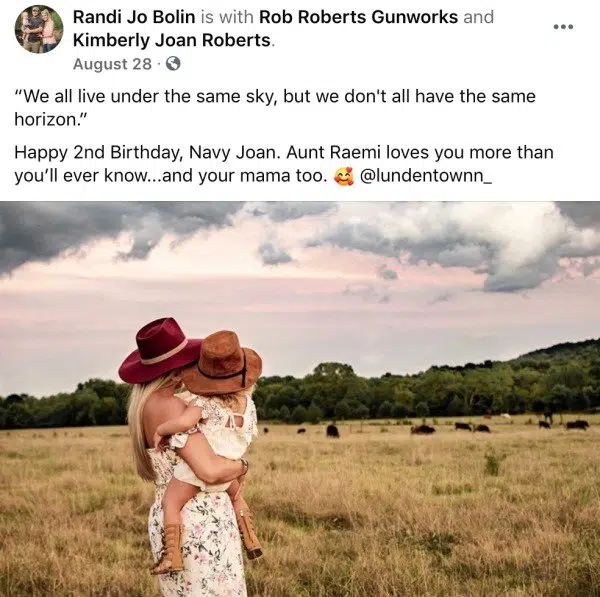 Randi Jo Bolin is with Rob Roberts Gunworks and
Kimberly Joan Roberts.
August 28 ·
“We all live under the same sky, but we don't all have the same
horizon.”
Happy 2nd Birthday, Navy Joan. Aunt Raemi loves you more than
you’ll ever know...and your mama too. 🥰 @lundentownn_